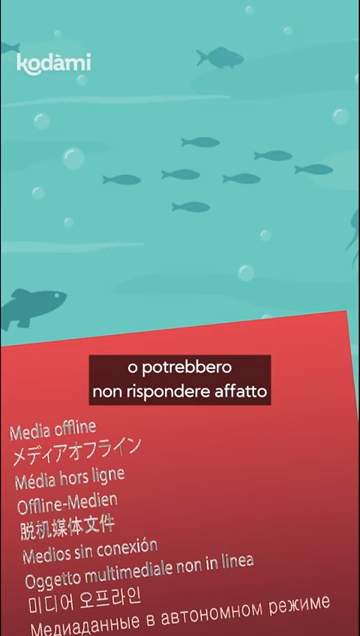 kodàmi
o potrebbero
non rispondere affatto
Media offline
メディアオフライン
Média hors ligne
Offline-Medien
脱机媒体文件
Medios sin conexión
Oggetto multimediale non in linea
미디어 오프라인
Медиаданные в автономном режиме